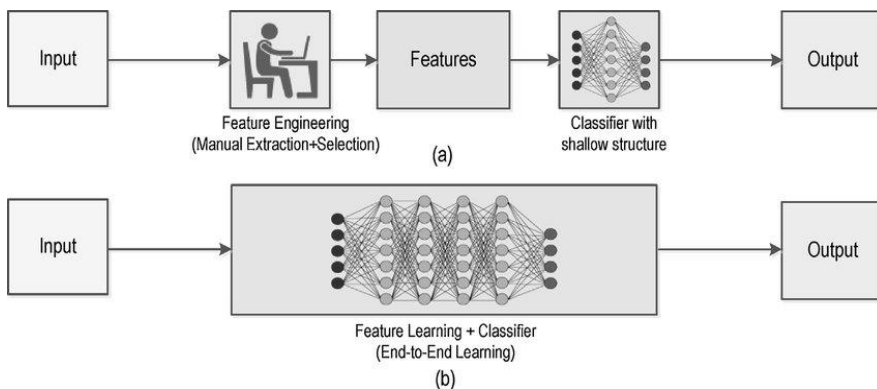 Input
Features
Output
Feature Engineering
(Manual Extraction+Selection)
Classifier with
shallow structure
(a)
Input
Output
Feature Learning + Classifier
(End-to-End Learning)
(b)